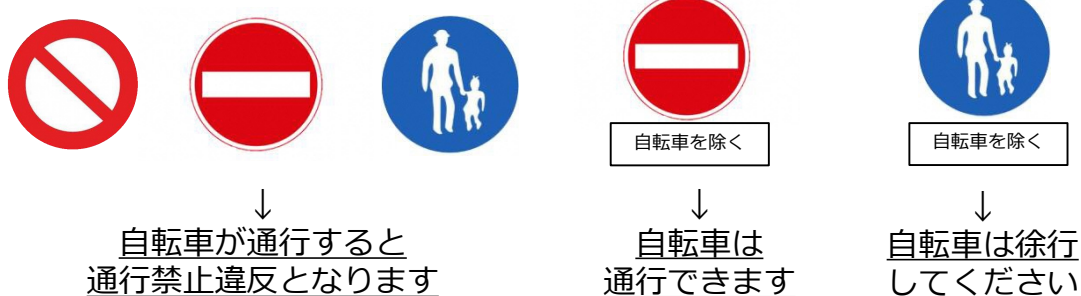 自転車を除く
自転車を除く
↓
自転車が通行すると
通行禁止違反となります
↓
自転車は
通行できます
↓
自転車は徐行
してください